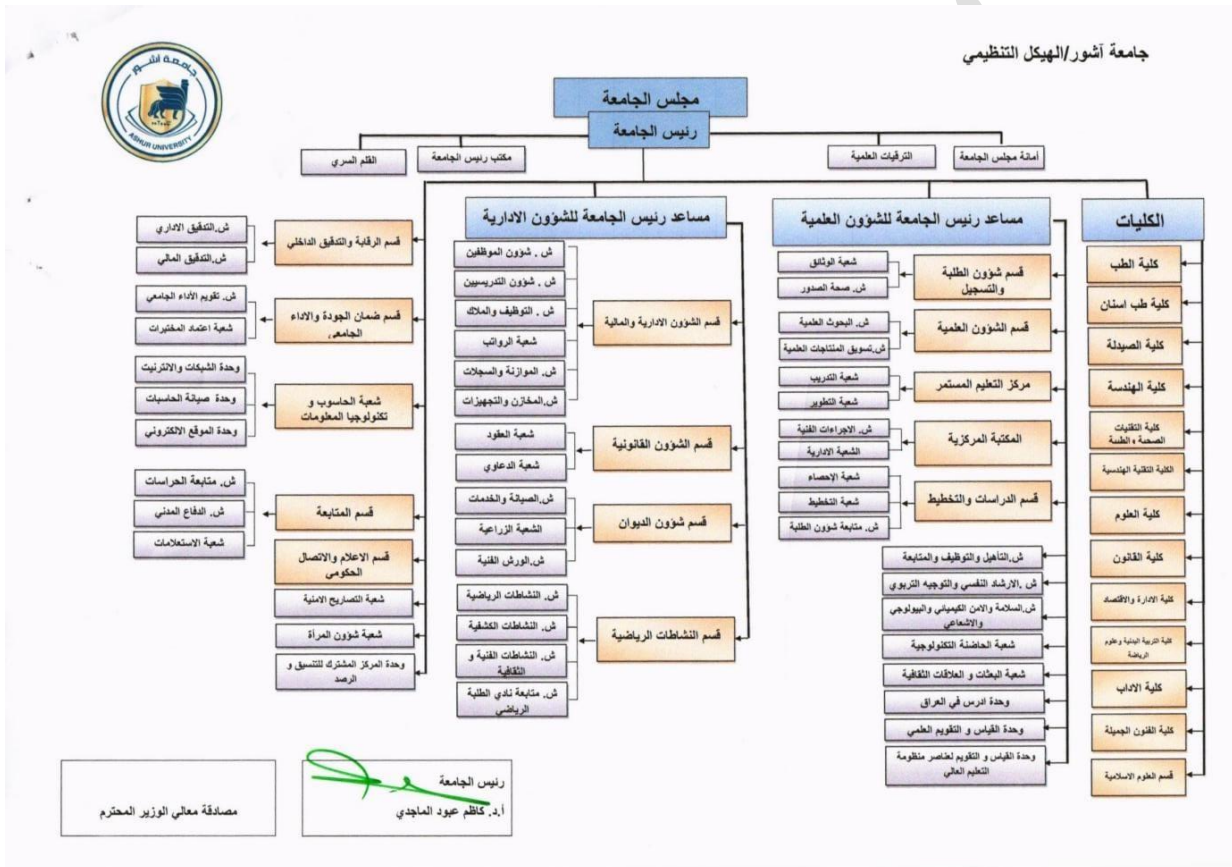 جامعة آشور/الهيكل التنظيمي
جامعة اشور
ASHUR UNIVERSITY
مجلس الجامعة
رئيس الجامعة
أمانة مجلس الجامعة
الترقيات العلمية
مكتب رئيس الجامعة
القلم السري
الكليات
كلية الطب
كلية طب اسنان
كلية الصيدلة
كلية الهندسة
كلية التقنيات
الصحية والطبية
الكلية التقنية الهندسية
كلية العلوم
كلية القانون
كلية الادارة والاقتصاد
كلية التربية البدنية وعلوم
الرياضة
كلية الاداب
كلية الفنون الجميلة
قسم العلوم الاسلامية
مساعد رئيس الجامعة للشؤون العلمية
قسم شؤون الطلبة
والتسجيل
شعبة الوثائق
ش. صحة الصدور
قسم الشؤون العلمية
ش. البحوث العلمية
ش.تسويق المنتاجات العلمية
مركز التعليم المستمر
شعبة التدريب
شعبة التطوير
المكتبة المركزية
ش. الاجراءات الفنية
الشعبة الادارية
قسم الدراسات والتخطيط
شعبة الإحصاء
شعبة التخطيط
ش. متابعة شؤون الطلبة
ش.التأهيل والتوظيف والمتابعة
ش .الارشاد النفسي والتوجيه التربوي
ش.السلامة والامن الكيميائي والبيولوجي
والاشعاعي
شعبة الحاضنة التكنولوجية
شعبة البعثات و العلاقات الثقافية
وحدة ادرس في العراق
وحدة القياس و التقويم العلمي
وحدة القياس و التقويم لعناصر منظومة
التعليم العالي
مساعد رئيس الجامعة للشؤون الادارية
قسم الشؤون الادارية والمالية
ش . شؤون الموظفين
ش . شؤون التدريسيين
ش . التوظيف والملاك
شعبة الرواتب
ش. الموازنة والسجلات
ش.المخازن والتجهيزات
قسم الشؤون القانونية
شعبة العقود
شعبة الدعاوي
قسم شؤون الديوان
ش.الصيانة والخدمات
الشعبة الزراعية
ش.الورش الفنية
قسم النشاطات الرياضية
ش. النشاطات الرياضية
ش. النشاطات الكشفية
ش. النشاطات الفنية و
الثقافية
ش. متابعة نادي الطلبة
الرياضي
قسم الرقابة والتدقيق الداخلي
ش.التدقيق الاداري
ش.التدقيق المالي
قسم ضمان الجودة والاداء
الجامعي
ش. تقويم الأداء الجامعي
شعبة اعتماد المختبرات
شعبة الحاسوب و
تكنولوجيا المعلومات
وحدة الشبكات والانترنيت
وحدة صيانة الحاسبات
وحدة الموقع الالكتروني
قسم المتابعة
ش. متابعة الحراسات
ش. الدفاع المدني
شعبة الاستعلامات
قسم الاعلام والاتصال
الحكومي
شعبة التصاريح الامنية
شعبة شؤون المرأة
وحدة المركز المشترك للتنسيق و
الرصد
رئيس الجامعة
أ.د. كاظم عبود الماجدي
مصادقة معالي الوزير المحترم